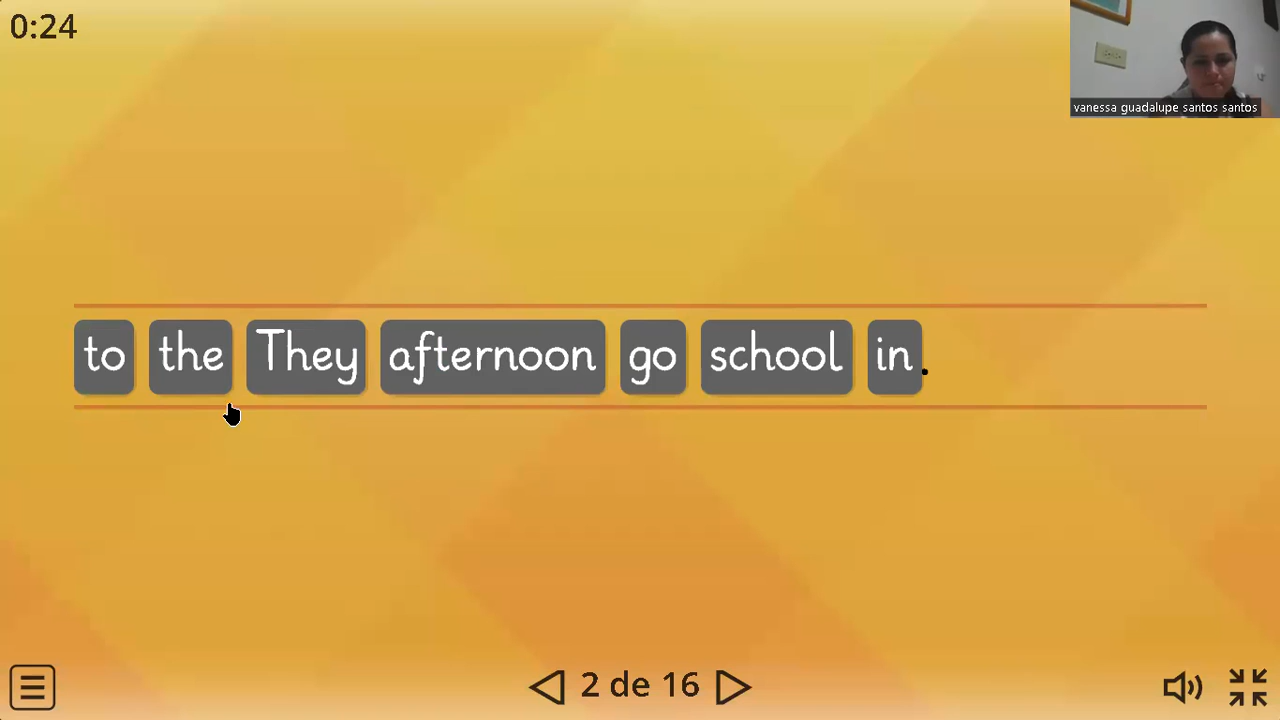 0:24
vanessa guadalupe santos santos
to the They afternoon go school in.
2 de 16